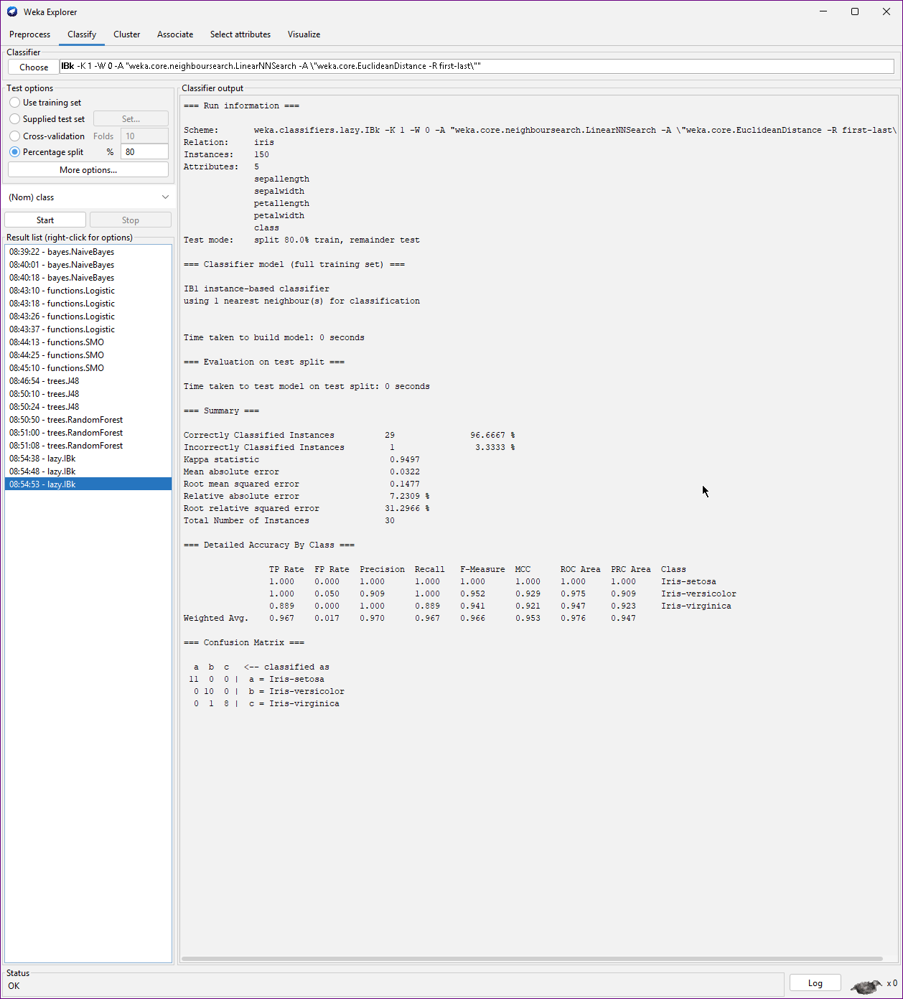 Weka Explorer
Preprocess Classify Cluster Associate Select attributes Visualize
Classifier
Choose IBk -K 1 -W 0 -A "weka.core.neighboursearch.LinearNNSearch -A \"weka.core.EuclideanDistance -R first-last\""
Test options
Use training set
Supplied test set Set...
Cross-validation Folds 10
Percentage split % 80
More options...
(Nom) class
Start Stop
Result list (right-click for options)
08:39:22 - bayes.NaiveBayes
08:40:01 - bayes.NaiveBayes
08:40:18 - bayes.NaiveBayes
08:43:10 - functions.Logistic
08:43:18 - functions.Logistic
08:43:26 - functions.Logistic
08:43:37 - functions.Logistic
08:44:13 - functions.SMO
08:44:25 - functions.SMO
08:45:10 - functions.SMO
08:46:54 - trees.J48
08:50:10 - trees.J48
08:50:24 - trees.J48
08:50:50 - trees.RandomForest
08:51:00 - trees.RandomForest
08:51:08 - trees.RandomForest
08:54:38 - lazy.IBk
08:54:48 - lazy.IBk
08:54:53 - lazy.IBk
Classifier output
=== Run information ===
Scheme: weka.classifiers.lazy.IBk -K 1 -W 0 -A "weka.core.neighboursearch.LinearNNSearch -A \"weka.core.EuclideanDistance -R first-last\
Relation: iris
Instances: 150
Attributes: 5
sepallength
sepalwidth
petallength
petalwidth
class
Test mode: split 80.0% train, remainder test
=== Classifier model (full training set) ===
IB1 instance-based classifier
using 1 nearest neighbour(s) for classification
Time taken to build model: 0 seconds
=== Evaluation on test split ===
Time taken to test model on test split: 0 seconds
=== Summary ===
Correctly Classified Instances 29 96.6667 %
Incorrectly Classified Instances 1 3.3333 %
Kappa statistic 0.9497
Mean absolute error 0.0322
Root mean squared error 0.1477
Relative absolute error 7.2309 %
Root relative squared error 31.2966 %
Total Number of Instances 30
=== Detailed Accuracy By Class ===
TP Rate FP Rate Precision Recall F-Measure MCC ROC Area PRC Area Class
1.000 0.000 1.000 1.000 1.000 1.000 1.000 1.000 Iris-setosa
1.000 0.050 0.909 1.000 0.952 0.929 0.975 0.909 Iris-versicolor
0.889 0.000 1.000 0.889 0.941 0.921 0.947 0.923 Iris-virginica
Weighted Avg. 0.967 0.017 0.970 0.967 0.966 0.953 0.976 0.947
=== Confusion Matrix ===
a b c <-- classified as
11 0 0 | a = Iris-setosa
0 10 0 | b = Iris-versicolor
0 1 8 | c = Iris-virginica
Status
OK
Log
x 0